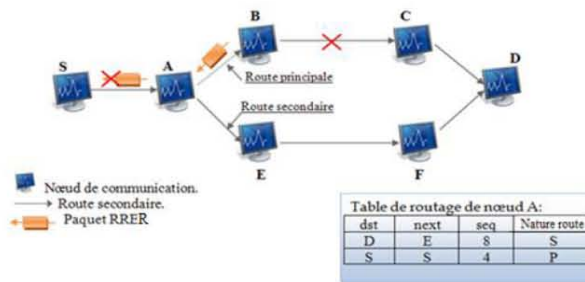 B
C
S
A
D
Route principale
Route secondaire
E
F
Nœud de communication.
Route secondaire.
Paquet RRER
Table de routage de nœud A:
dst next seq Nature route
D E 8 S
S S 4 P